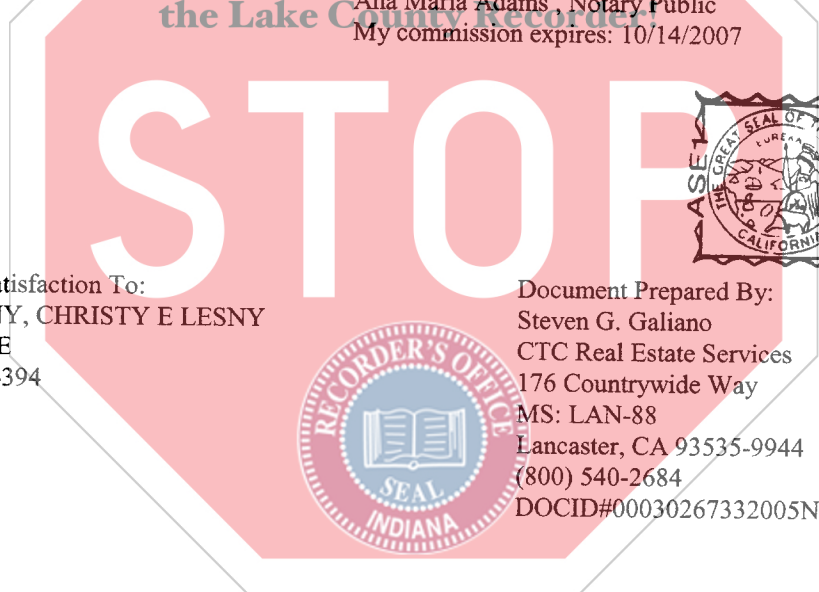 the Lake County Recorder!
Ana Maria Adams , Notary Public
My commission expires: 10/14/2007
STOP
THE GREAT SEAL OF
EUREKA
CALIFORNIA
ASE
tisfaction To:
Y, CHRISTY E LESNY
E
394
Document Prepared By:
Steven G. Galiano
CTC Real Estate Services
176 Countrywide Way
MS: LAN-88
Lancaster, CA 93535-9944
(800) 540-2684
DOCID#00030267332005N
RECORDER'S OFFICE
SEAL
INDIANA